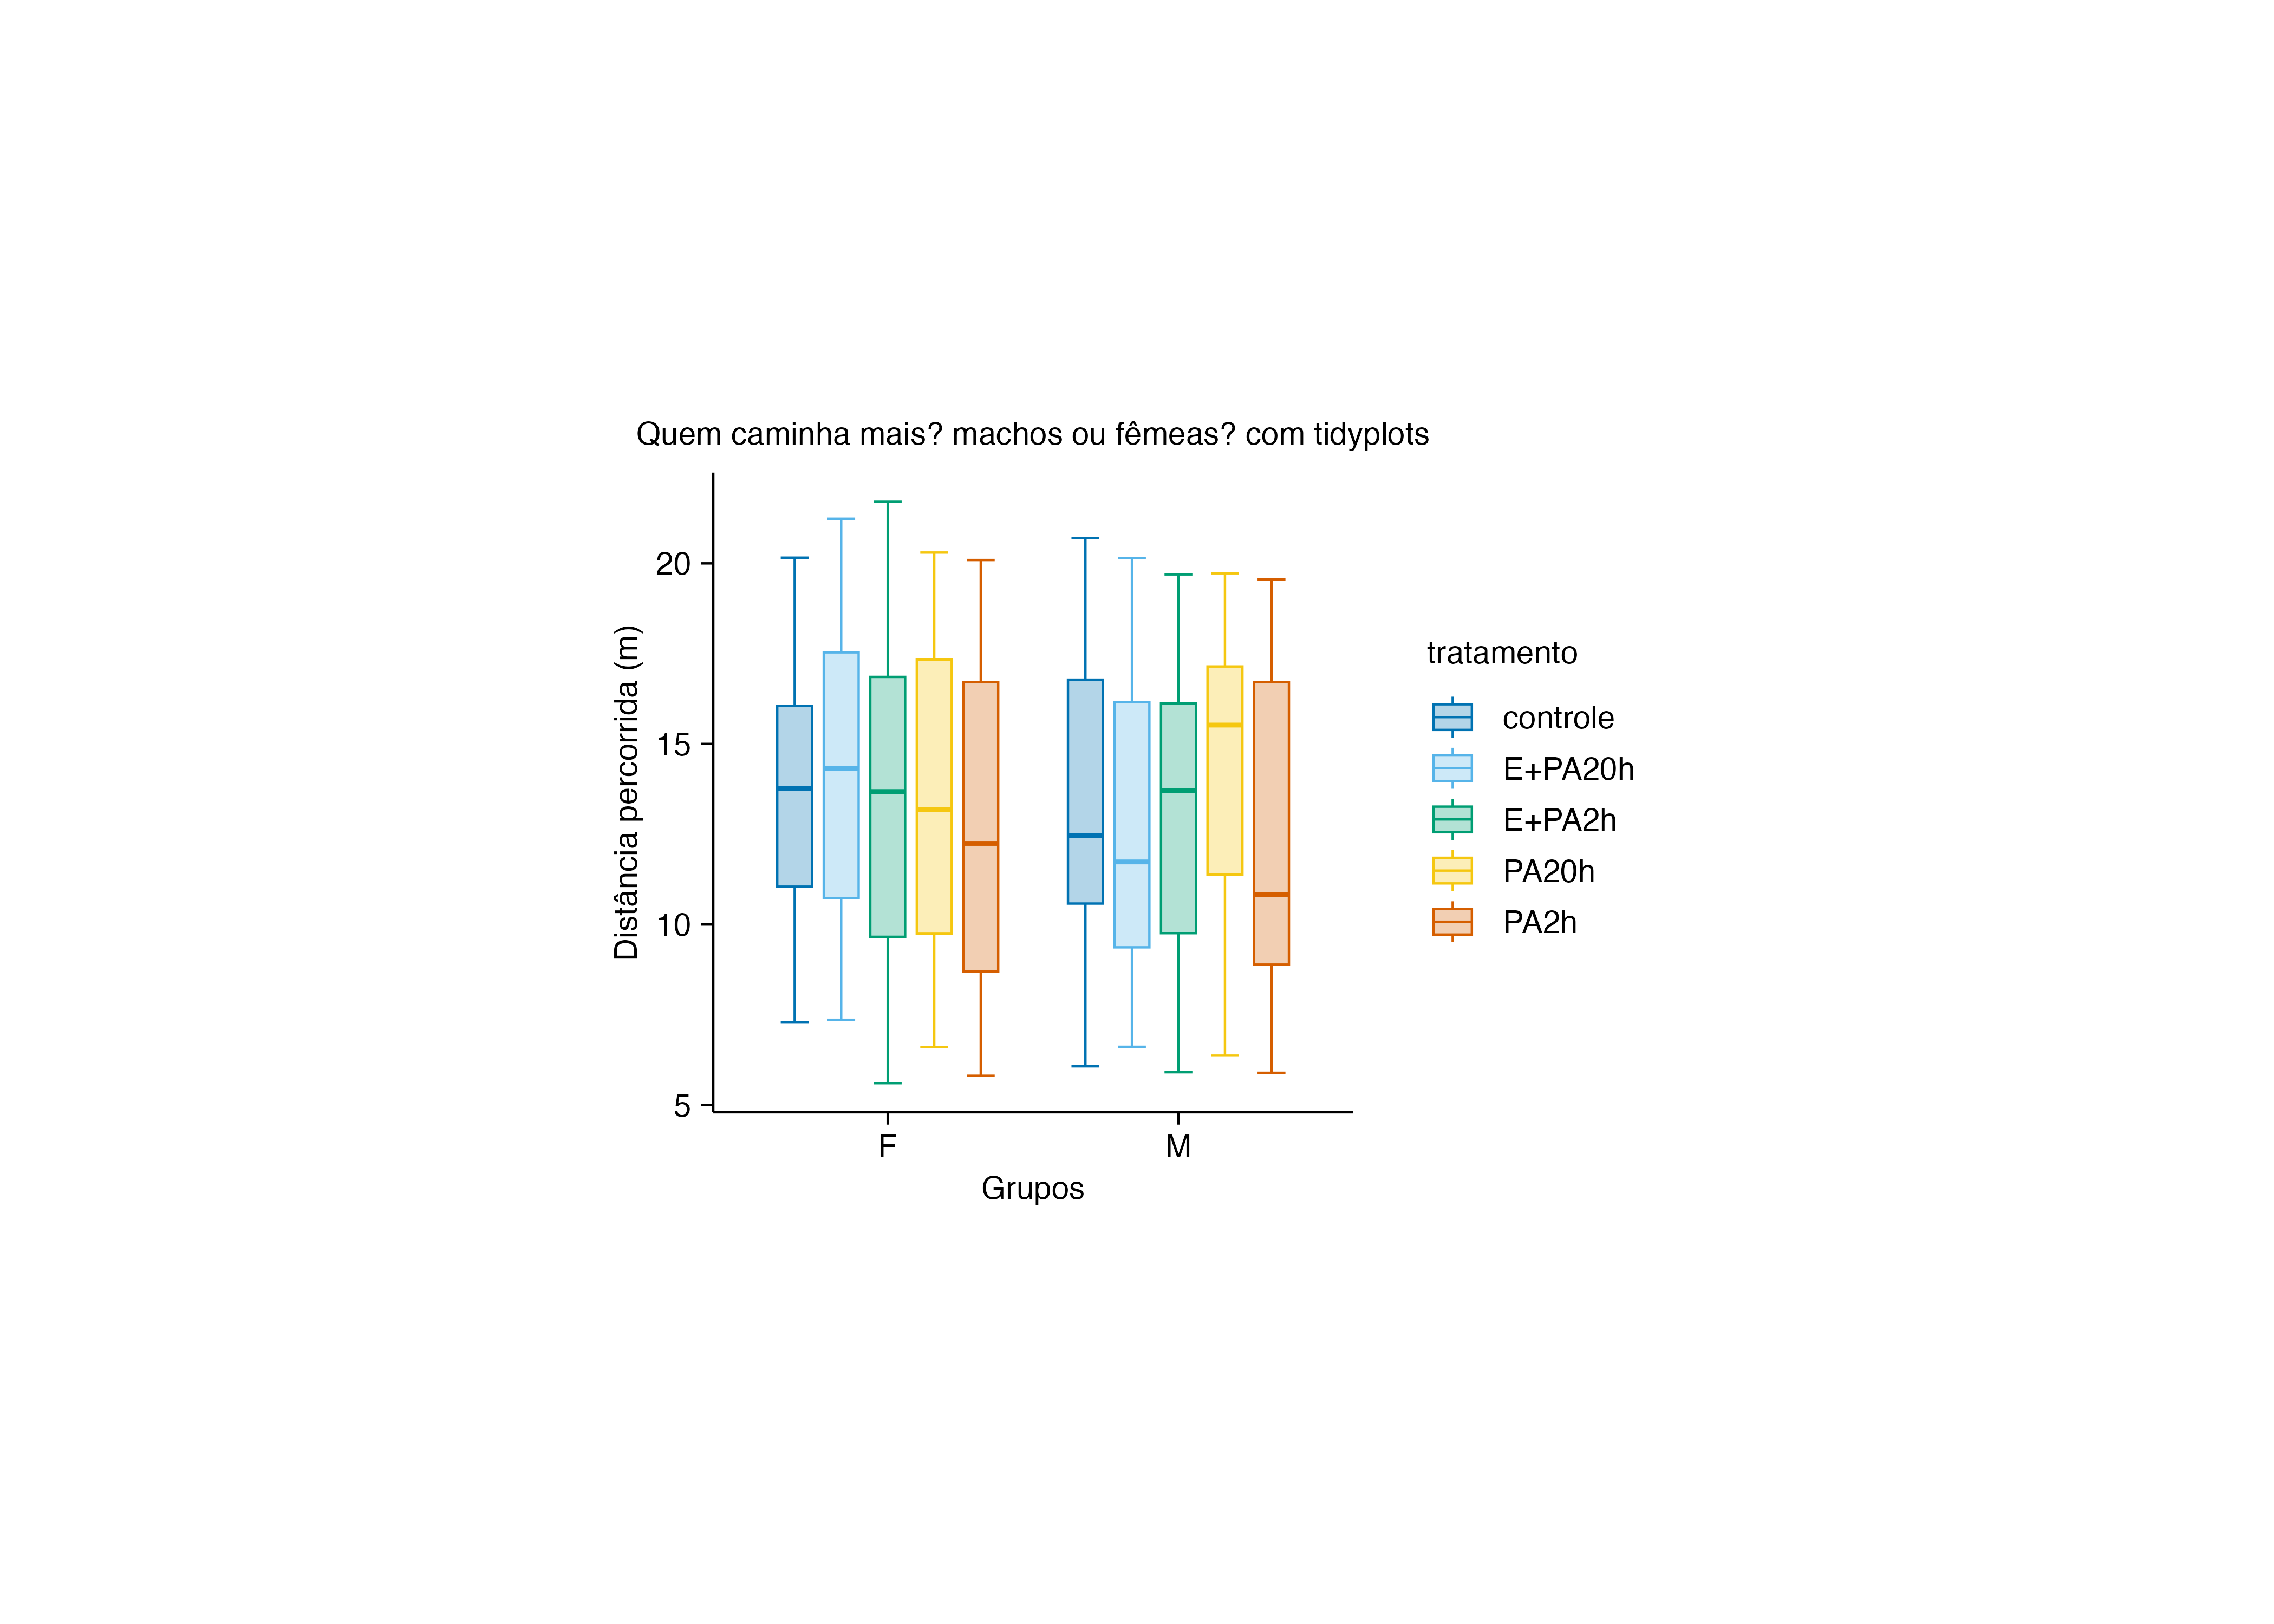 Quem caminha mais? machos ou fêmeas? com tidyplots
Distância percorrida (m)
20
15
10
5
F
M
Grupos
tratamento
controle
E+PA20h
E+PA2h
PA20h
PA2h